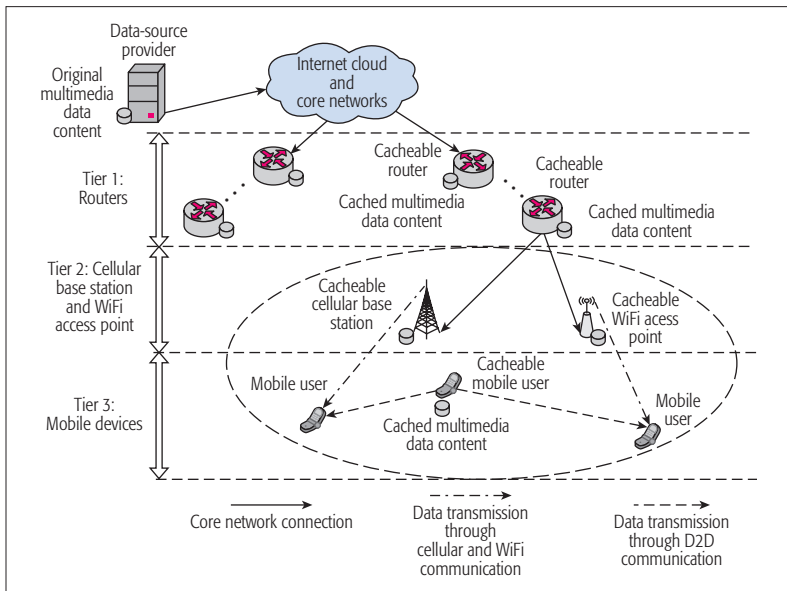 Data-source
provider
Original
multimedia
data
content
Internet cloud
and
core networks
Tier 1:
Routers
Cacheable
router
Cached multimedia
data content
Cacheable
router
Cached multimedia
data content
Tier 2: Cellular
base station
and WiFi
access point
Cacheable
cellular base
station
Cacheable
WiFi acess
point
Tier 3:
Mobile devices
Mobile user
Cacheable
mobile user
Cached multimedia
data content
Mobile
user
Core network connection
Data transmission
through
cellular and WiFi
communication
Data transmission
through D2D
communication